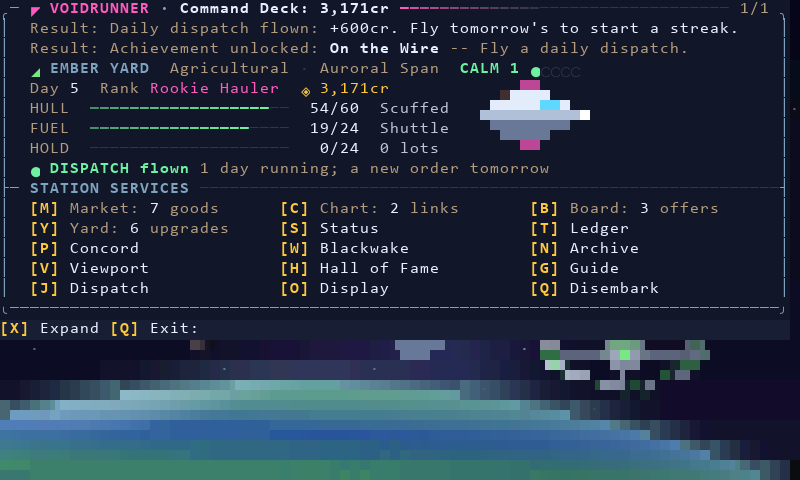 VOIDRUNNER · Command Deck: 3,171cr 1/1
Result: Daily dispatch flown: +600cr. Fly tomorrow's to start a streak.
Result: Achievement unlocked: On the Wire -- Fly a daily dispatch.
EMBER YARD Agricultural · Auroral Span CALM 1 ●CCCC
Day 5 Rank Rookie Hauler ◈ 3,171cr
HULL 54/60 Scuffed
FUEL 19/24 Shuttle
HOLD 0/24 0 lots
● DISPATCH flown 1 day running; a new order tomorrow
STATION SERVICES
[M] Market: 7 goods [C] Chart: 2 links [B] Board: 3 offers
[Y] Yard: 6 upgrades [S] Status [T] Ledger
[P] Concord [W] Blackwake [N] Archive
[V] Viewport [H] Hall of Fame [G] Guide
[J] Dispatch [O] Display [Q] Disembark
[X] Expand [Q] Exit: